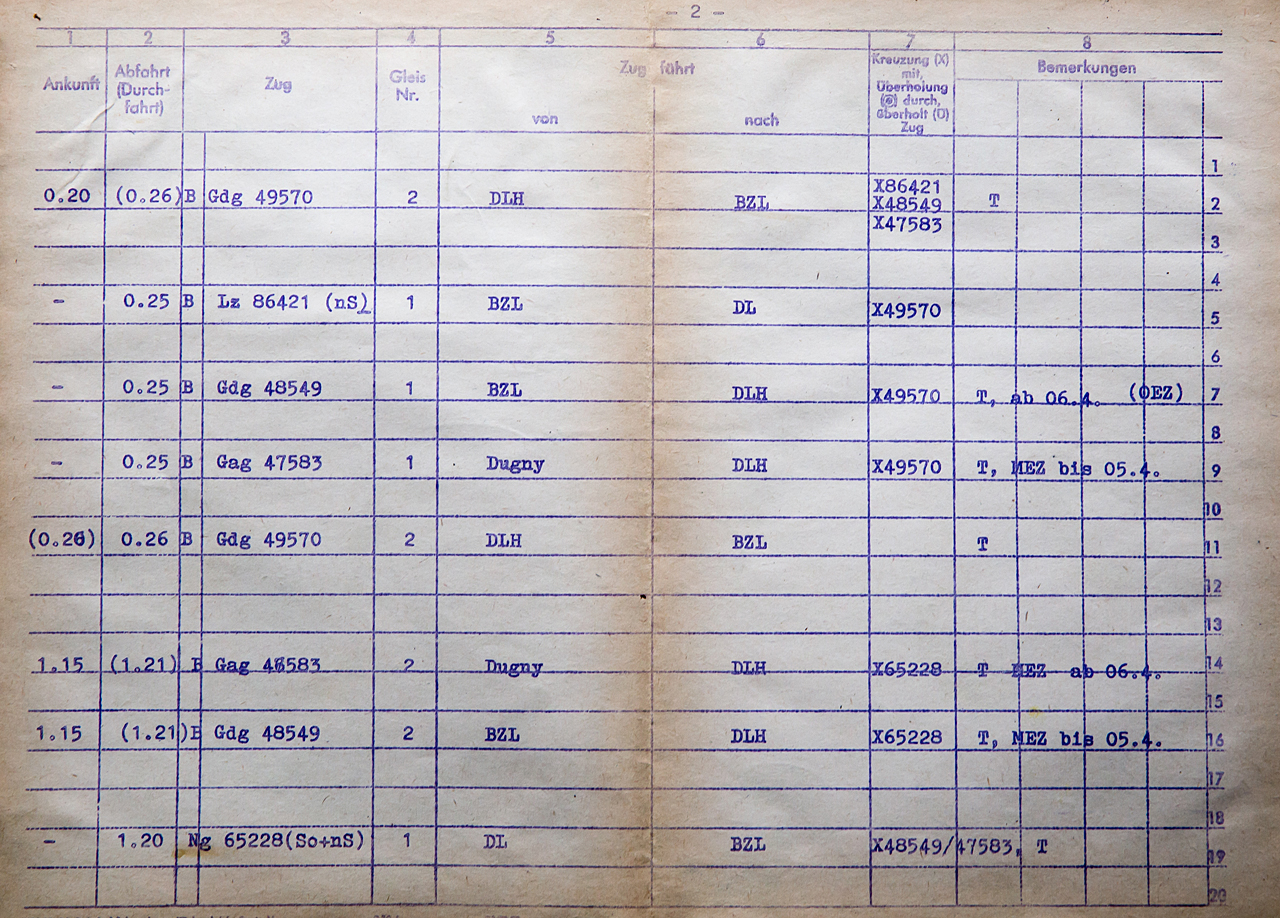 - 2 -
1 2 3 4 5 6 7 8
Ankunft Abfahrt (Durch-fahrt) Zug Gleis Nr. Zug fährt von nach Kreuzung (X) mit, Überholung durch, überholt (Ü) Zug Bemerkungen
1
X86421
0.20 (0.26) B Gdg 49570 2 DLH BZL X48549 T 2
X47583
3
4
- 0.25 B Lz 86421 (nS) 1 BZL DL X49570 5
6
- 0.25 B Gdg 48549 1 BZL DLH X49570 T, ab 06.4. (OEZ) 7
8
- 0.25 B Gag 47583 1 Dugny DLH X49570 T, MEZ bis 05.4. 9
10
(0.26) 0.26 B Gdg 49570 2 DLH BZL T 11
12
13
1.15 (1.21) B Gag 47583 2 Dugny DLH X65228 T MEZ ab 06.4. 14
15
1.15 (1.21) B Gdg 48549 2 BZL DLH X65228 T, MEZ bis 05.4. 16
17
18
- 1.20 Ng 65228(So+nS) 1 DL BZL X48549/47583, T 19
20